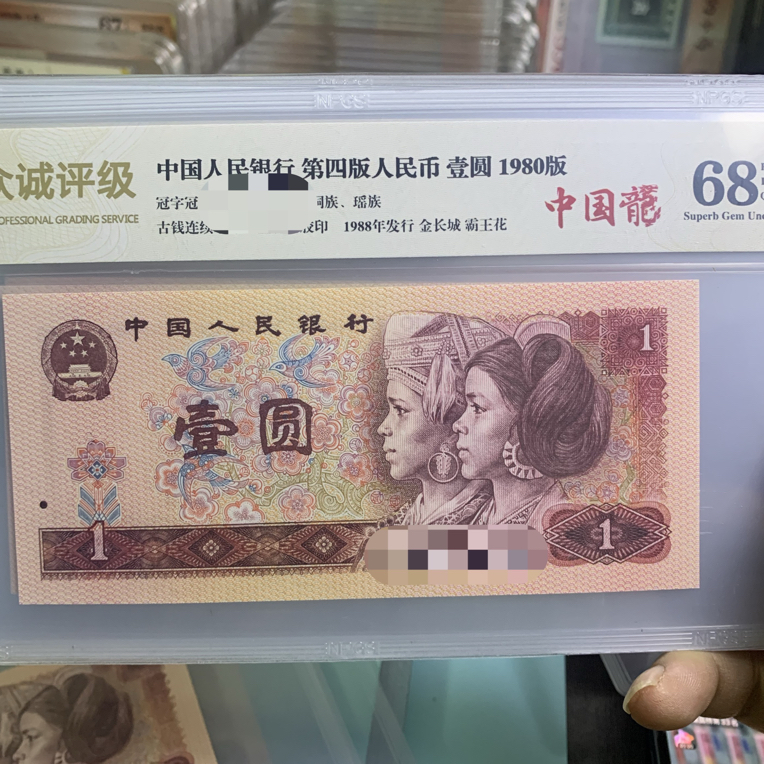 众诚评级
PROFESSIONAL GRADING SERVICE
中国人民银行 第四版人民币 壹圆 1980版
冠字冠 侗族、瑶族
古钱连续 1988年发行 金长城 霸王花
中国龍
68
Superb Gem Unc
中国人民银行
壹圆
1
1
1